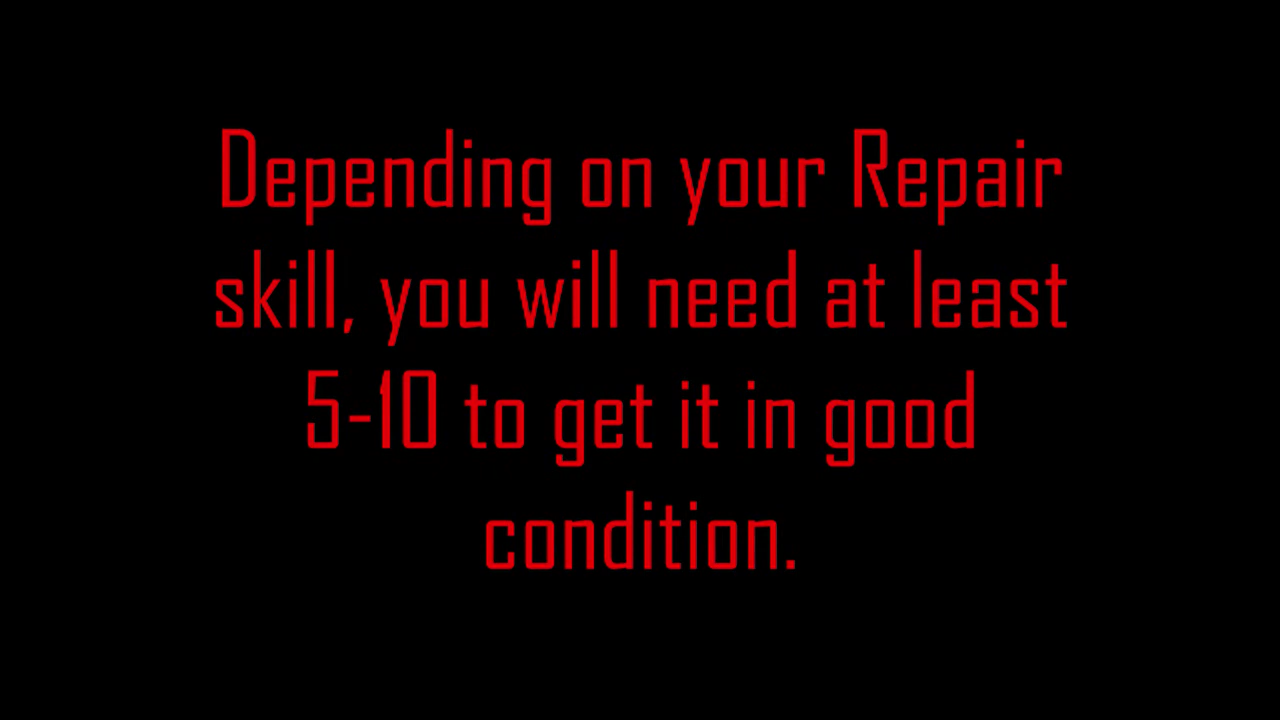 Depending on your Repair
skill, you will need at least
5-10 to get it in good
condition.